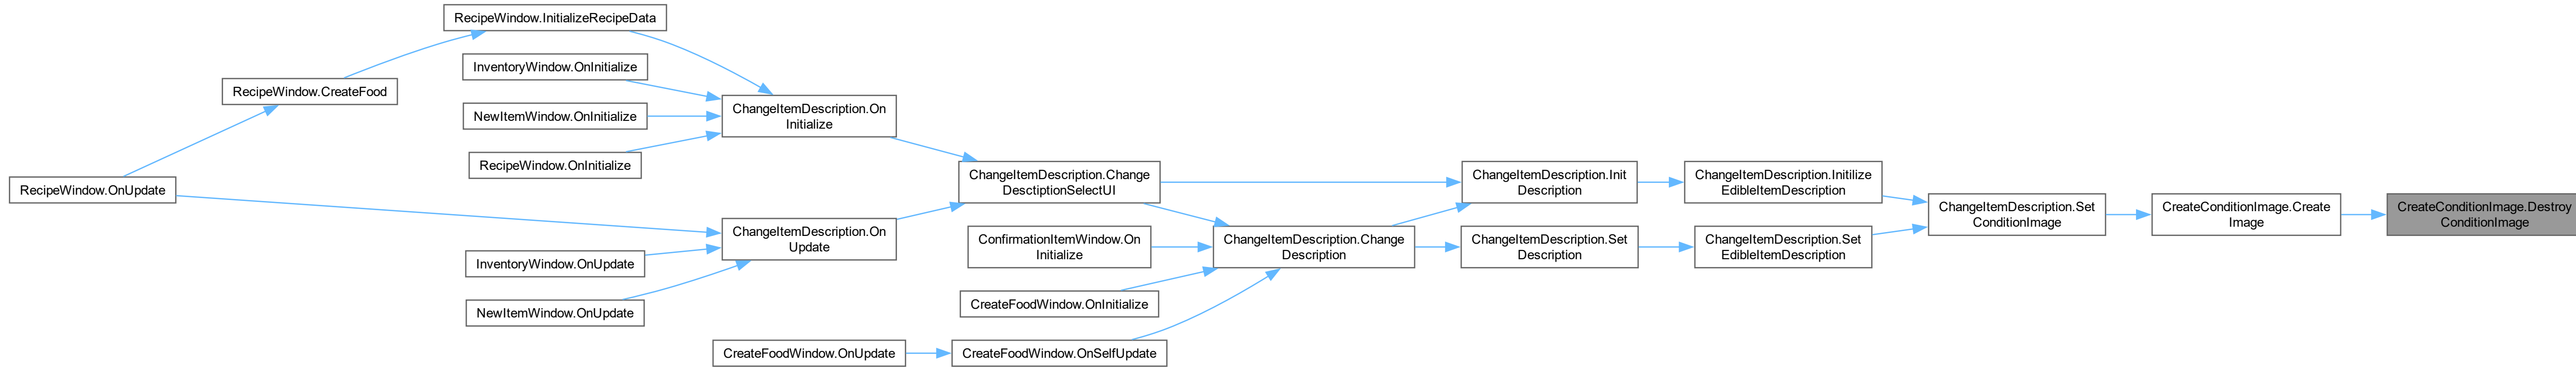 RecipeWindow.InitializeRecipeData
InventoryWindow.OnInitialize
RecipeWindow.CreateFood
NewItemWindow.OnInitialize
ChangeItemDescription.On
Initialize
RecipeWindow.OnInitialize
RecipeWindow.OnUpdate
ChangeItemDescription.Change
DesctiptionSelectUI
ChangeItemDescription.Init
Description
ChangeItemDescription.Initilize
EdibleItemDescription
ChangeItemDescription.Set
ConditionImage
CreateConditionImage.Create
Image
CreateConditionImage.Destroy
ConditionImage
ChangeItemDescription.On
Update
ConfirmationItemWindow.On
Initialize
ChangeItemDescription.Change
Description
ChangeItemDescription.Set
Description
ChangeItemDescription.Set
EdibleItemDescription
InventoryWindow.OnUpdate
NewItemWindow.OnUpdate
CreateFoodWindow.OnInitialize
CreateFoodWindow.OnUpdate
CreateFoodWindow.OnSelfUpdate